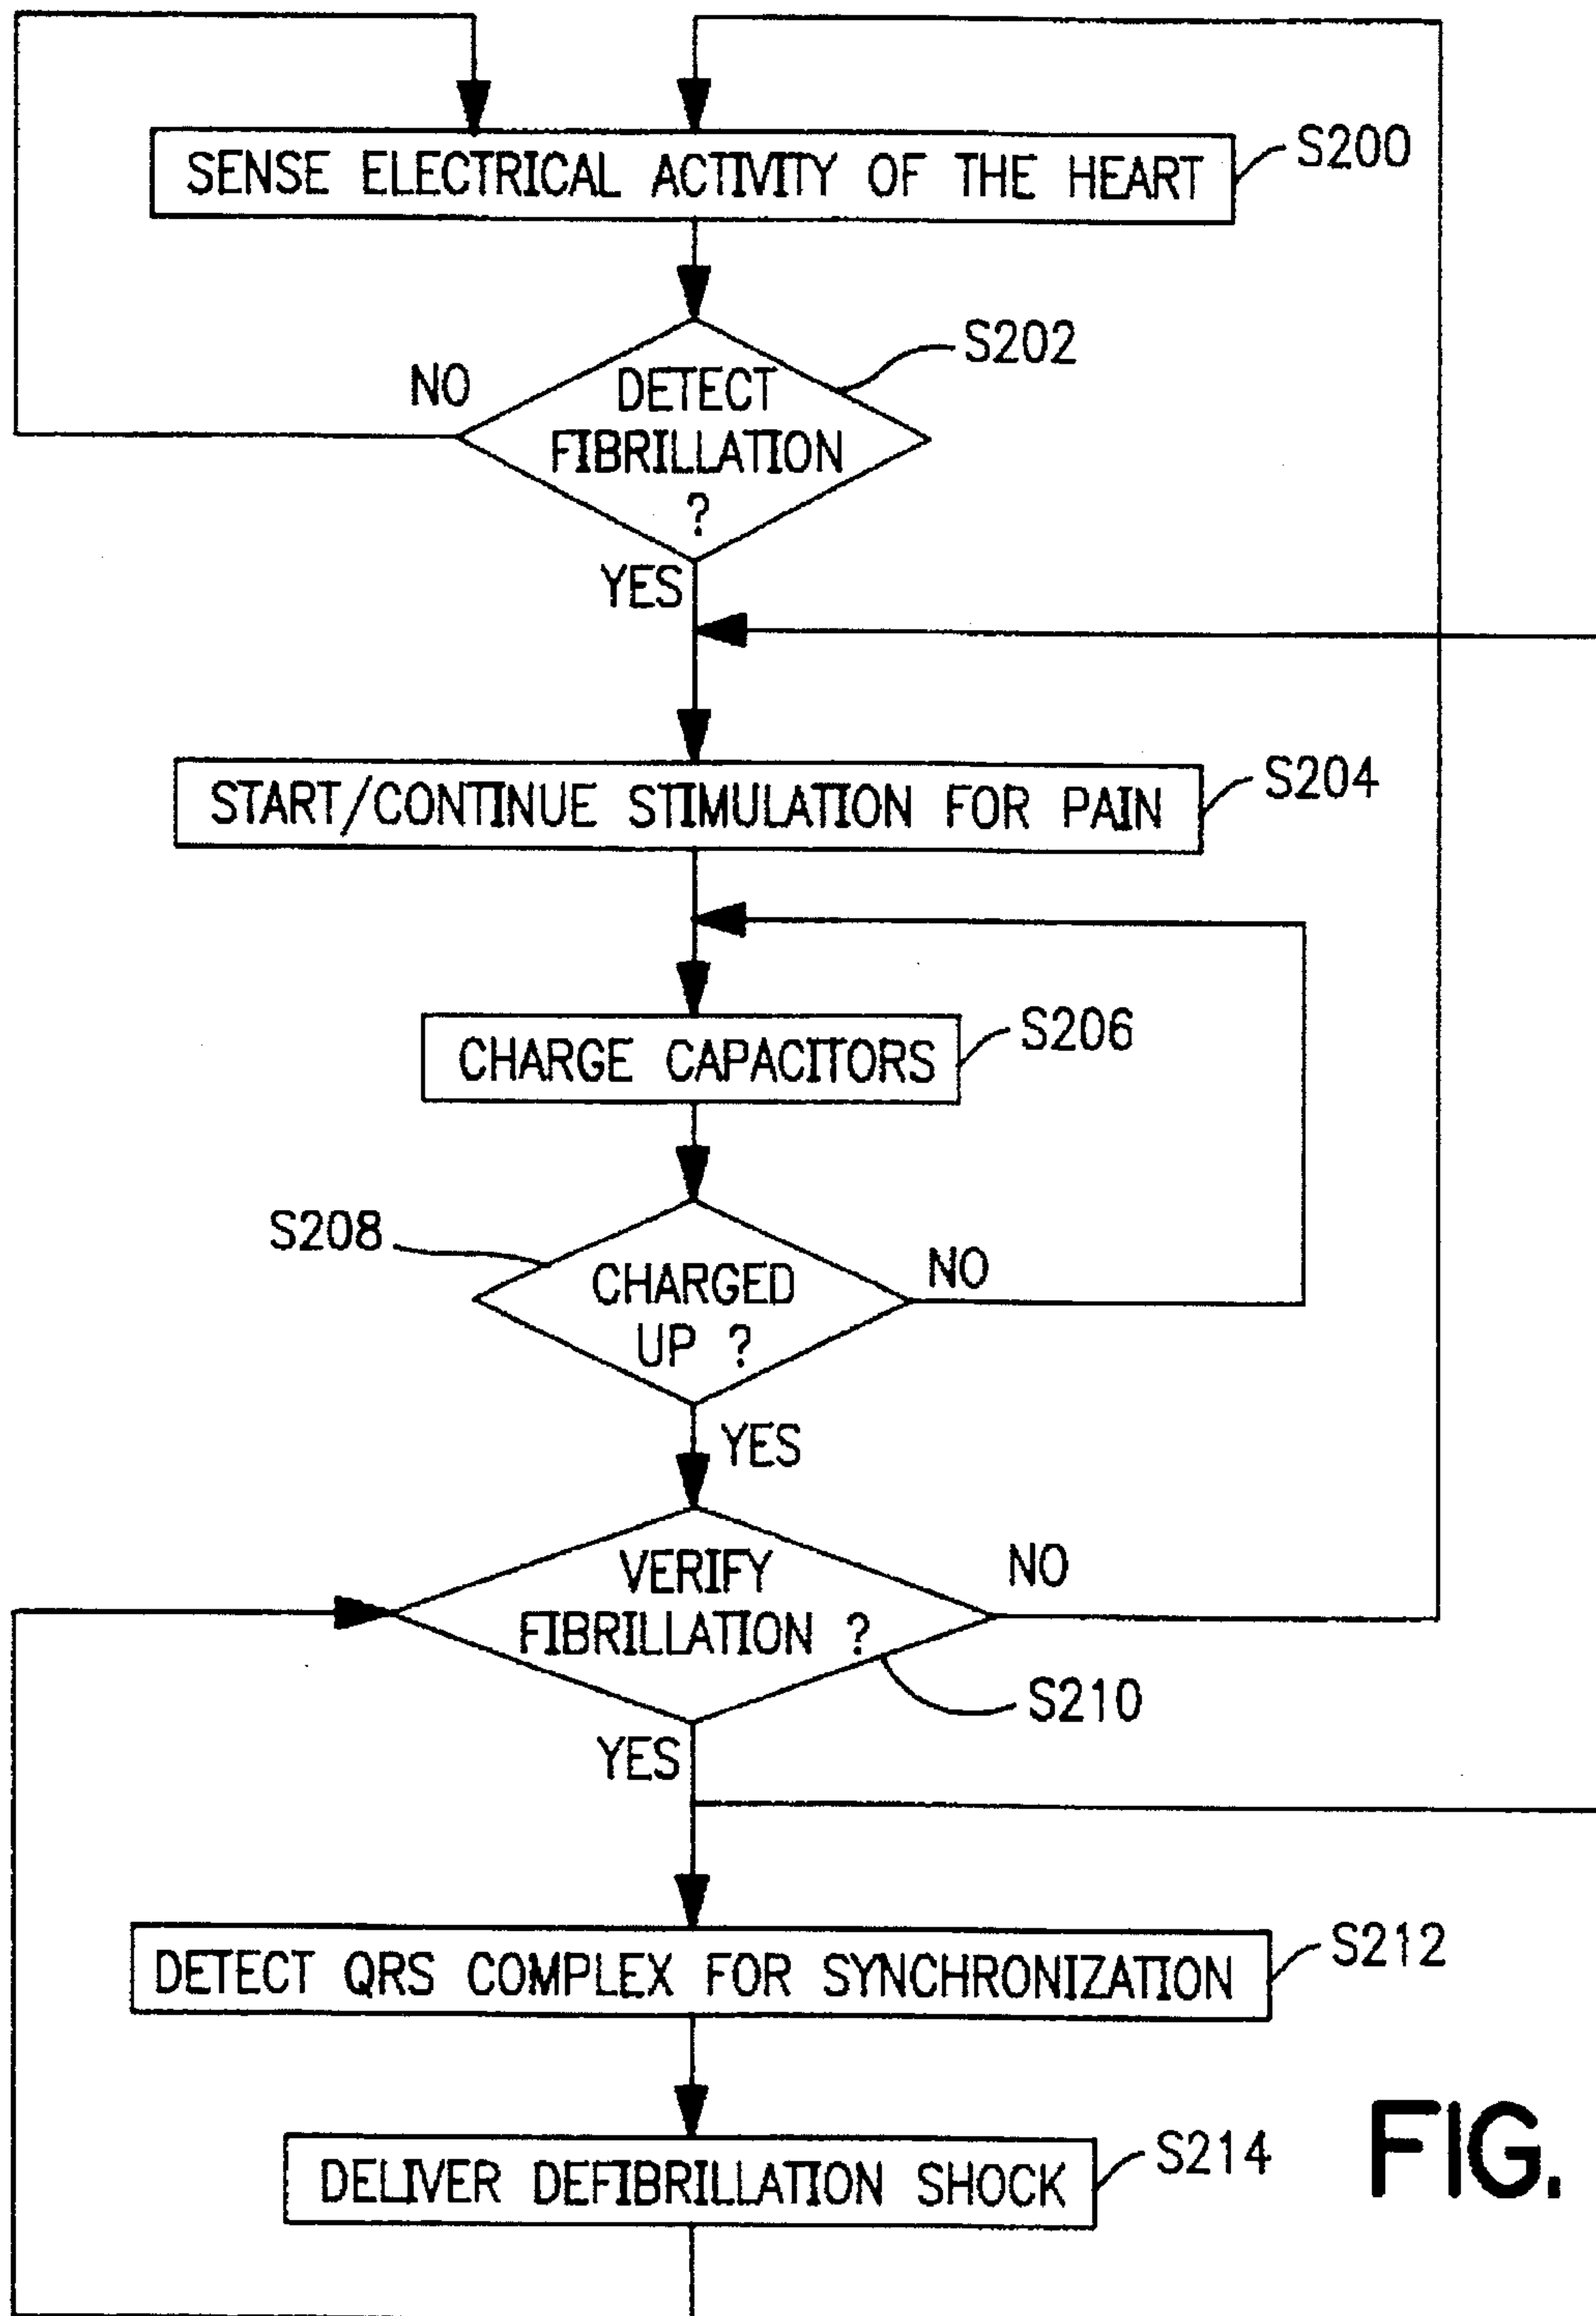 SENSE ELECTRICAL ACTIVITY OF THE HEART
S200
S202
NO
DETECT
FIBRILLATION
?
YES
START/CONTINUE STIMULATION FOR PAIN
S204
CHARGE CAPACITORS
S206
S208
NO
CHARGED
UP ?
YES
VERIFY
FIBRILLATION ?
NO
S210
YES
DETECT QRS COMPLEX FOR SYNCHRONIZATION
S212
DELIVER DEFIBRILLATION SHOCK
S214
FIG.